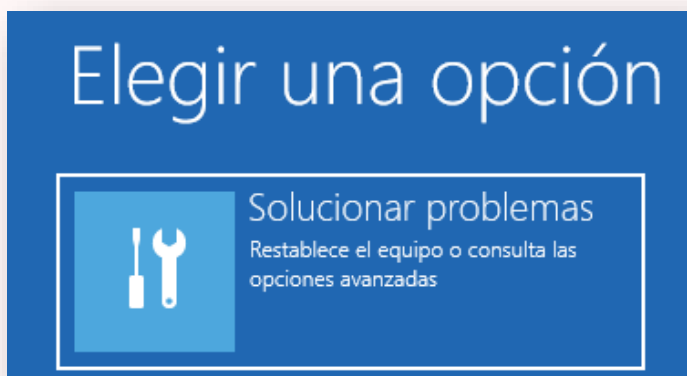 Elegir una opción
Solucionar problemas
Restablece el equipo o consulta las
opciones avanzadas